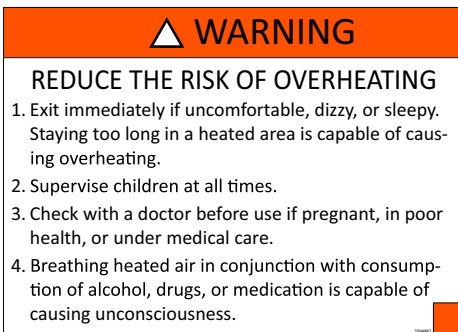 WARNING
REDUCE THE RISK OF OVERHEATING
1. Exit immediately if uncomfortable, dizzy, or sleepy.
Staying too long in a heated area is capable of caus-
ing overheating.
2. Supervise children at all times.
3. Check with a doctor before use if pregnant, in poor
health, or under medical care.
4. Breathing heated air in conjunction with consump-
tion of alcohol, drugs, or medication is capable of
causing unconsciousness.